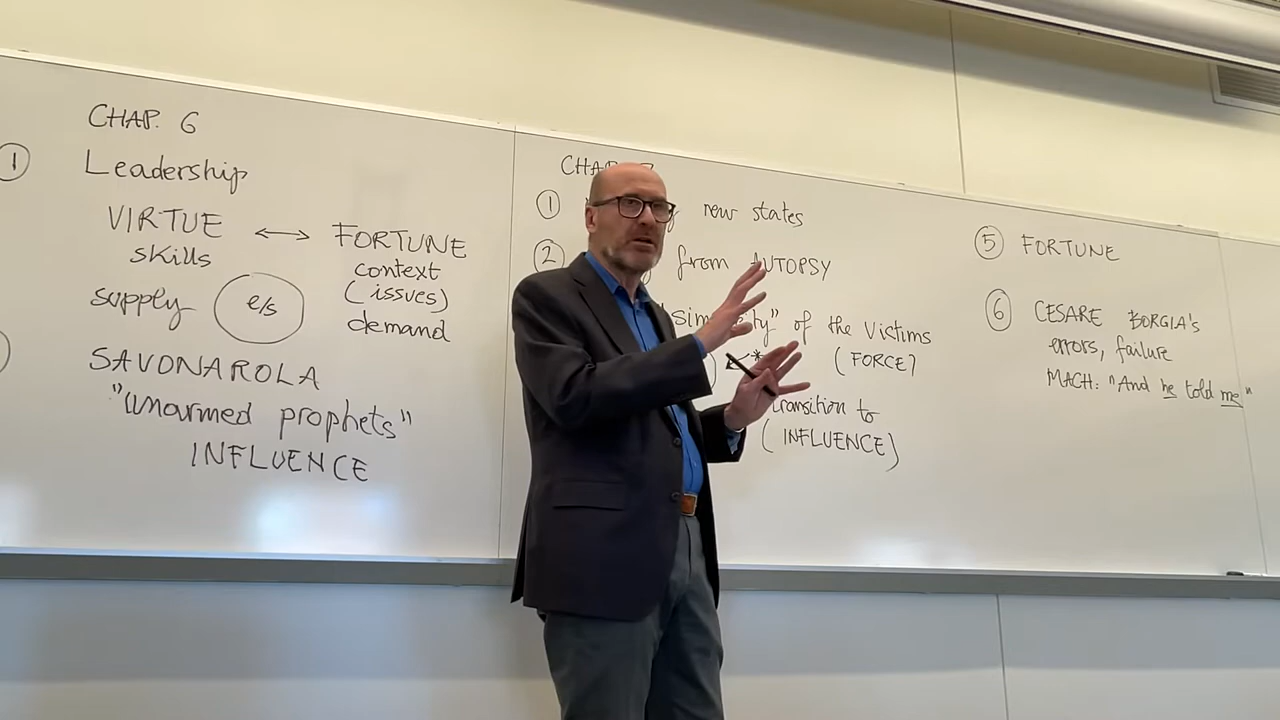 CHAP. 6
1
Leadership
VIRTUE ↔ FORTUNE
skills
context
(issues)
supply
e/s
demand
SAVONAROLA
"unarmed prophets"
INFLUENCE
1
new states
2
from AUTOPSY
of the victims
(FORCE)
transition to
(INFLUENCE)
5 FORTUNE
6 CESARE BORGIA's
errors, failure
MACH: "And he told me"